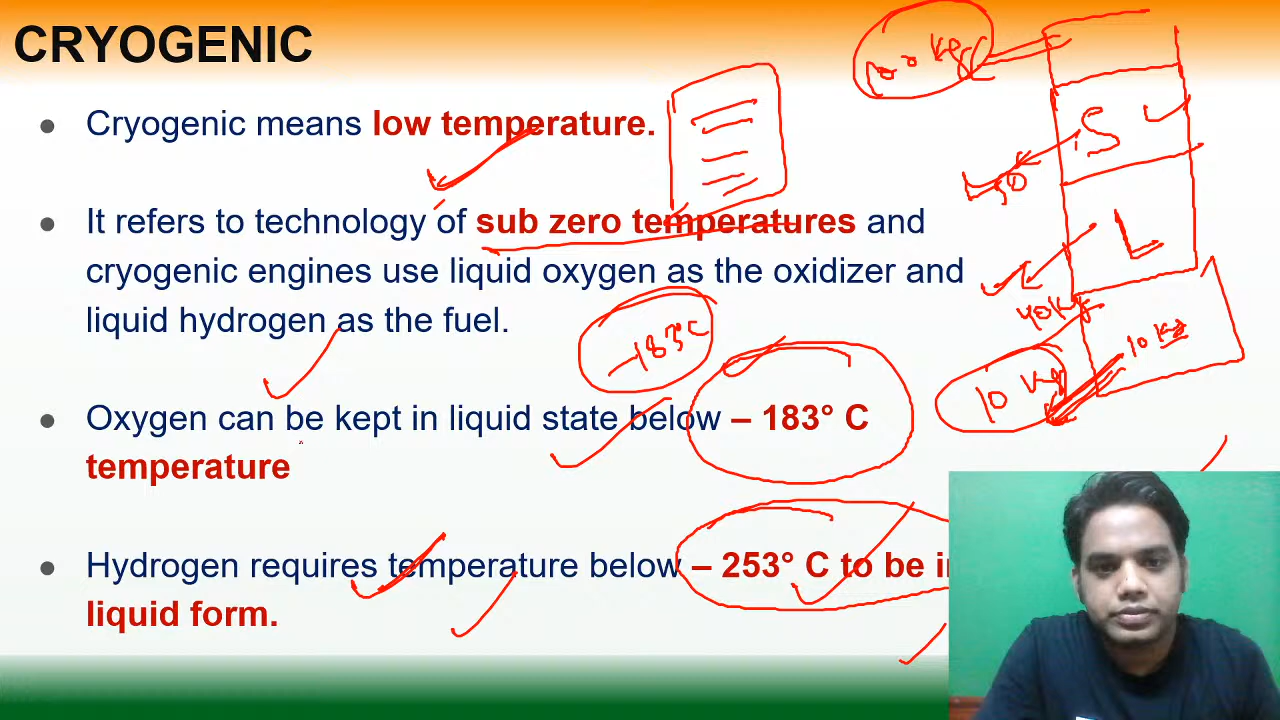 CRYOGENIC
● Cryogenic means low temperature.
● It refers to technology of sub zero temperatures and
cryogenic engines use liquid oxygen as the oxidizer and
liquid hydrogen as the fuel.
● Oxygen can be kept in liquid state below – 183° C
temperature
● Hydrogen requires temperature below – 253° C to be in
liquid form.
-183°C
kg
S
50
L
40kg
10 kg
10 kg